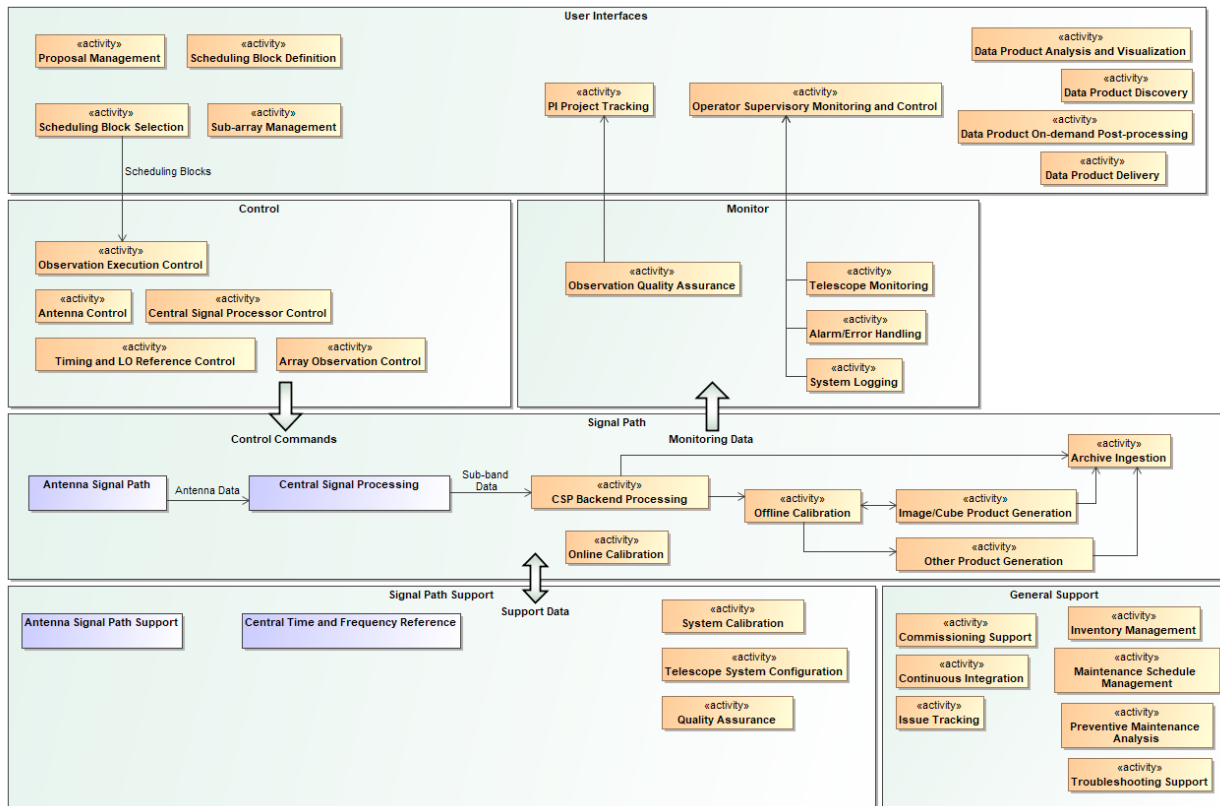 User Interfaces
«activity»
Proposal Management
«activity»
Scheduling Block Definition
«activity»
Data Product Analysis and Visualization
«activity»
Data Product Discovery
«activity»
Scheduling Block Selection
«activity»
Sub-array Management
«activity»
PI Project Tracking
«activity»
Operator Supervisory Monitoring and Control
«activity»
Data Product On-demand Post-processing
«activity»
Data Product Delivery
Scheduling Blocks
Control
«activity»
Observation Execution Control
«activity»
Antenna Control
«activity»
Central Signal Processor Control
«activity»
Timing and LO Reference Control
«activity»
Array Observation Control
Monitor
«activity»
Observation Quality Assurance
«activity»
Telescope Monitoring
«activity»
Alarm/Error Handling
«activity»
System Logging
Signal Path
Control Commands
Monitoring Data
Antenna Signal Path
Antenna Data
Central Signal Processing
Sub-band
Data
«activity»
CSP Backend Processing
«activity»
Online Calibration
«activity»
Offline Calibration
«activity»
Archive Ingestion
«activity»
Image/Cube Product Generation
«activity»
Other Product Generation
Signal Path Support
Support Data
Antenna Signal Path Support
Central Time and Frequency Reference
«activity»
System Calibration
«activity»
Telescope System Configuration
«activity»
Quality Assurance
General Support
«activity»
Commissioning Support
«activity»
Continuous Integration
«activity»
Issue Tracking
«activity»
Inventory Management
«activity»
Maintenance Schedule
Management
«activity»
Preventive Maintenance
Analysis
«activity»
Troubleshooting Support